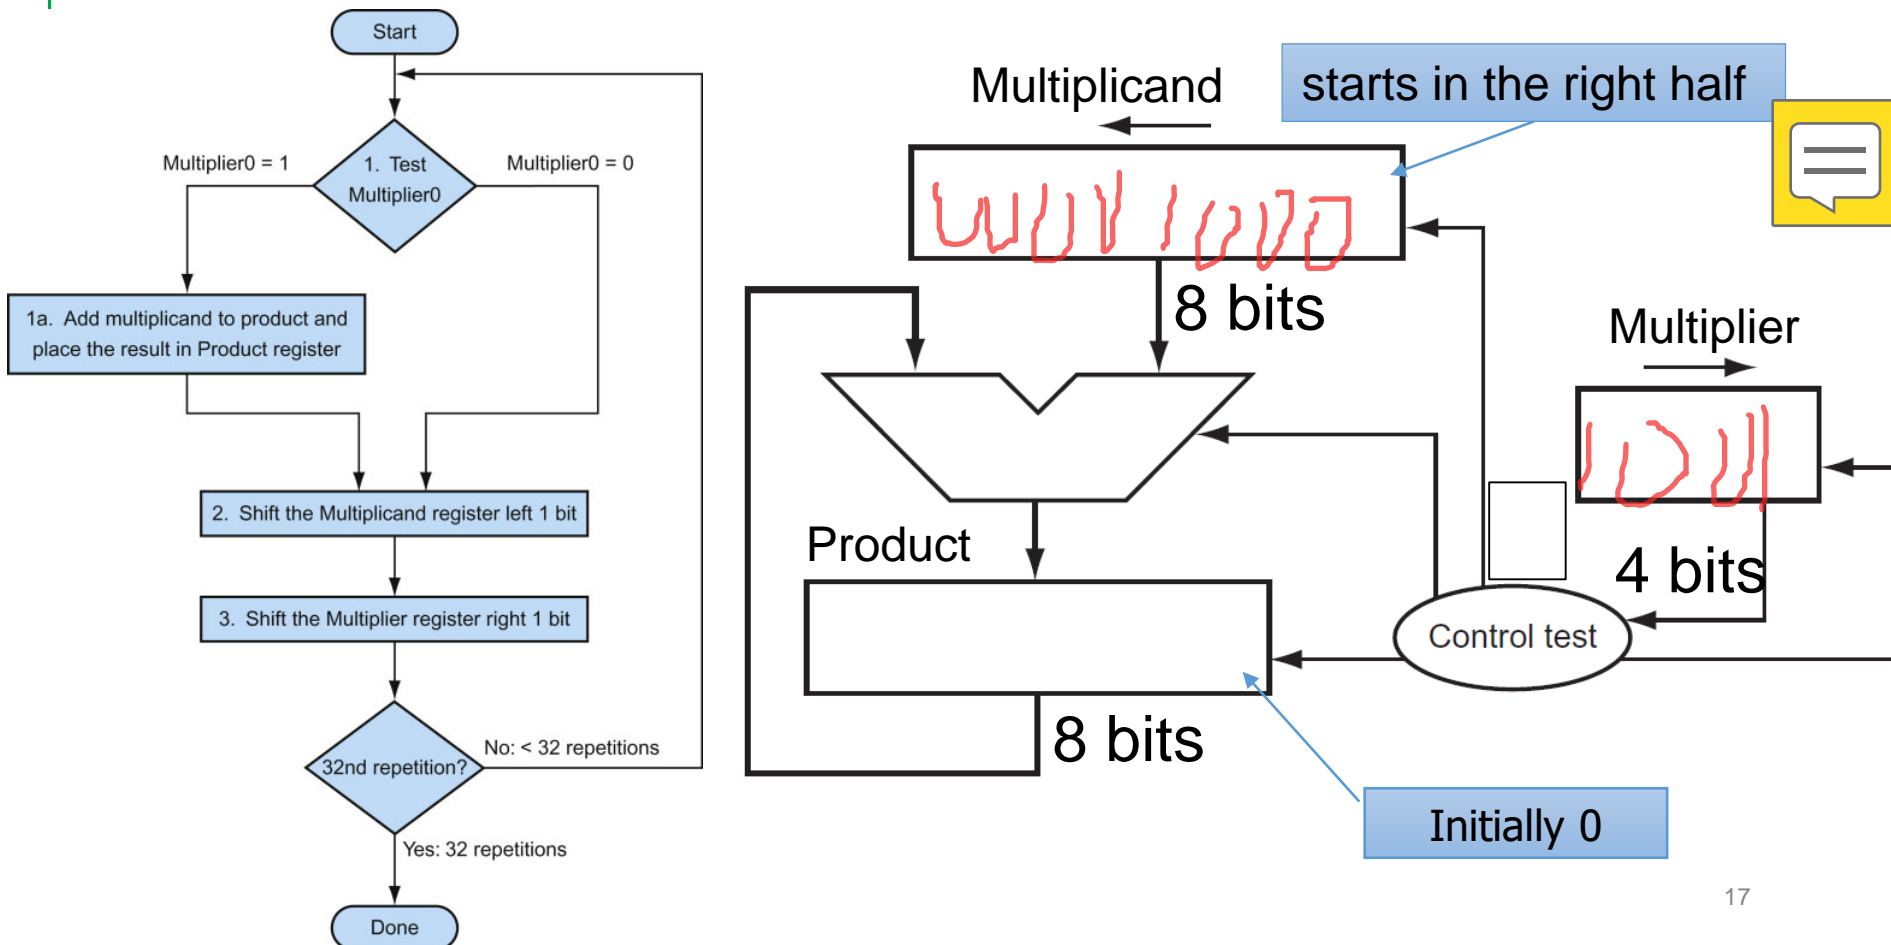 Start
Multiplier0 = 1
1. Test
Multiplier0
Multiplier0 = 0
1a. Add multiplicand to product and
place the result in Product register
2. Shift the Multiplicand register left 1 bit
3. Shift the Multiplier register right 1 bit
32nd repetition?
No: < 32 repetitions
Yes: 32 repetitions
Done
Multiplicand
starts in the right half
8 bits
Multiplier
4 bits
Control test
Product
8 bits
Initially 0
17